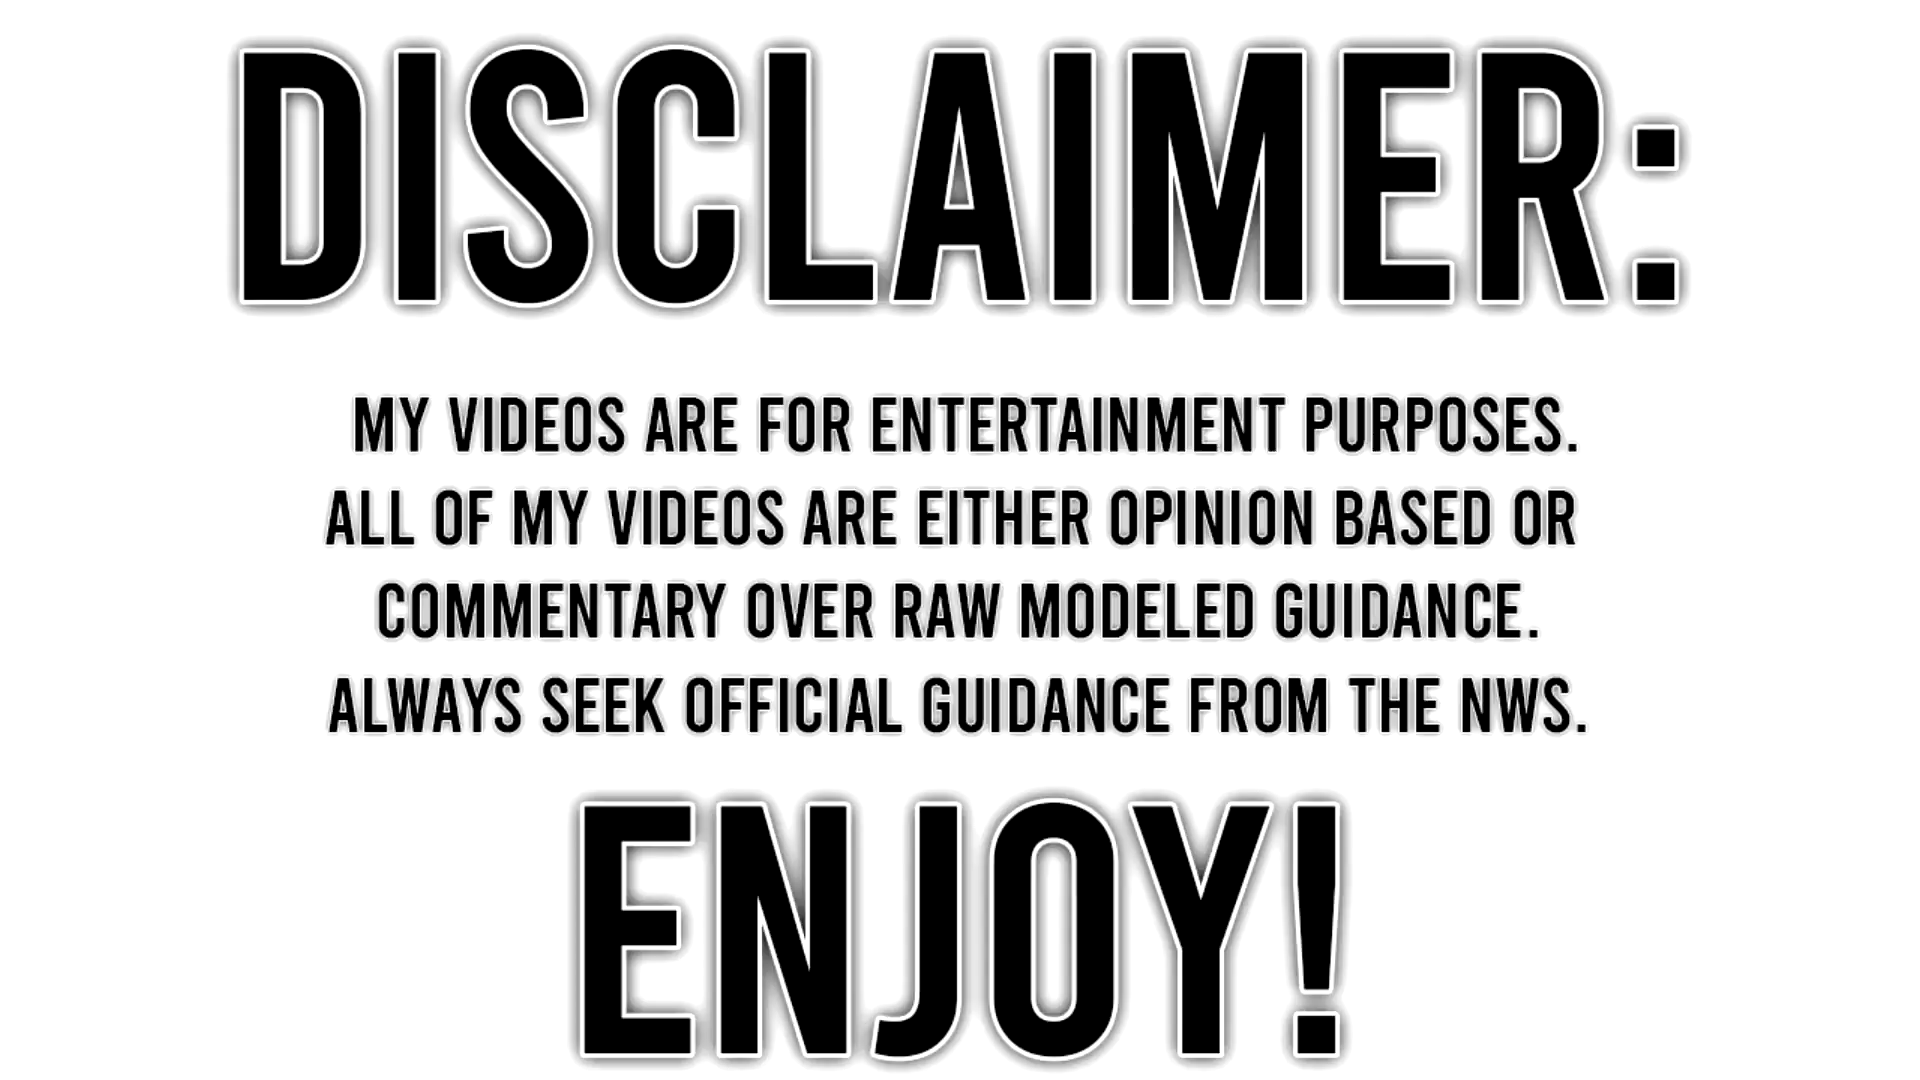 DISCLAIMER:
MY VIDEOS ARE FOR ENTERTAINMENT PURPOSES.
ALL OF MY VIDEOS ARE EITHER OPINION BASED OR
COMMENTARY OVER RAW MODELED GUIDANCE.
ALWAYS SEEK OFFICIAL GUIDANCE FROM THE NWS.
ENJOY!